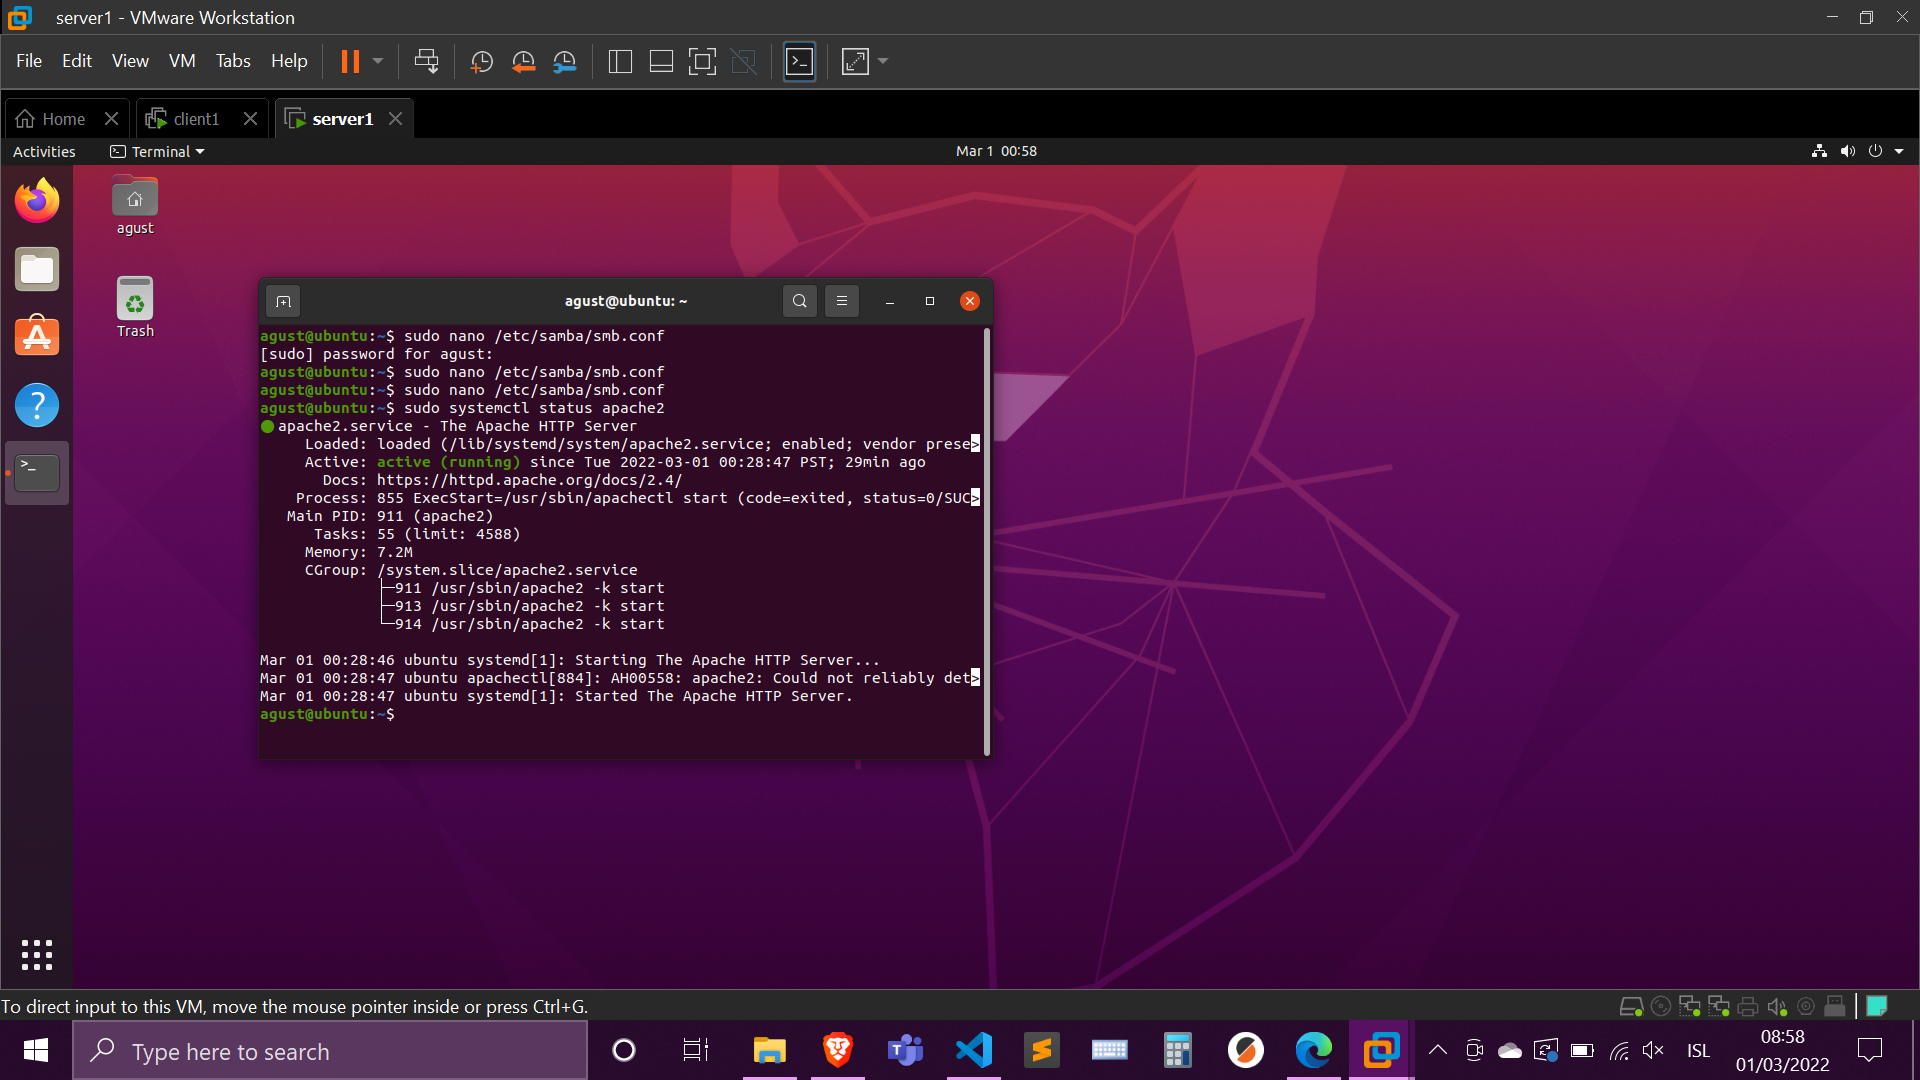 server1 - VMware Workstation
File Edit View VM Tabs Help
Home client1 server1
Activities Terminal Mar 1 00:58
agust
Trash
agust@ubuntu: ~
agust@ubuntu:~$ sudo nano /etc/samba/smb.conf
[sudo] password for agust:
agust@ubuntu:~$ sudo nano /etc/samba/smb.conf
agust@ubuntu:~$ sudo nano /etc/samba/smb.conf
agust@ubuntu:~$ sudo systemctl status apache2
● apache2.service - The Apache HTTP Server
Loaded: loaded (/lib/systemd/system/apache2.service; enabled; vendor prese>
Active: active (running) since Tue 2022-03-01 00:28:47 PST; 29min ago
Docs: https://httpd.apache.org/docs/2.4/
Process: 855 ExecStart=/usr/sbin/apachectl start (code=exited, status=0/SUC>
Main PID: 911 (apache2)
Tasks: 55 (limit: 4588)
Memory: 7.2M
CGroup: /system.slice/apache2.service
├─911 /usr/sbin/apache2 -k start
├─913 /usr/sbin/apache2 -k start
└─914 /usr/sbin/apache2 -k start
Mar 01 00:28:46 ubuntu systemd[1]: Starting The Apache HTTP Server...
Mar 01 00:28:47 ubuntu apachectl[884]: AH00558: apache2: Could not reliably det>
Mar 01 00:28:47 ubuntu systemd[1]: Started The Apache HTTP Server.
agust@ubuntu:~$
To direct input to this VM, move the mouse pointer inside or press Ctrl+G.
Type here to search
ISL
08:58
01/03/2022